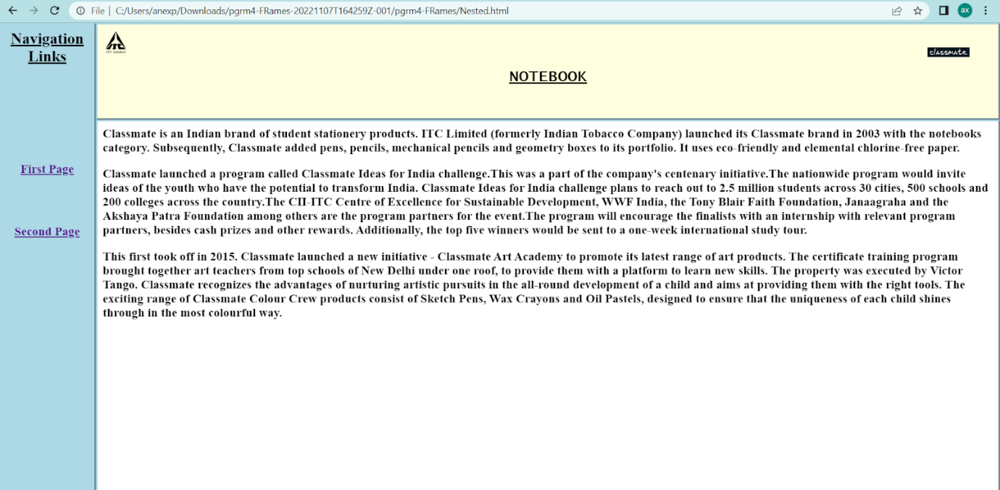 File | C:/Users/anexp/Downloads/pgrm4-FRames-20221107T164259Z-001/pgrm4-FRames/Nested.html
ax
Navigation
Links
First Page
Second Page
ITC Limited
classmate
NOTEBOOK
Classmate is an Indian brand of student stationery products. ITC Limited (formerly Indian Tobacco Company) launched its Classmate brand in 2003 with the notebooks
category. Subsequently, Classmate added pens, pencils, mechanical pencils and geometry boxes to its portfolio. It uses eco-friendly and elemental chlorine-free paper.
Classmate launched a program called Classmate Ideas for India challenge.This was a part of the company's centenary initiative.The nationwide program would invite
ideas of the youth who have the potential to transform India. Classmate Ideas for India challenge plans to reach out to 2.5 million students across 30 cities, 500 schools and
200 colleges across the country.The CII-ITC Centre of Excellence for Sustainable Development, WWF India, the Tony Blair Faith Foundation, Janaagraha and the
Akshaya Patra Foundation among others are the program partners for the event.The program will encourage the finalists with an internship with relevant program
partners, besides cash prizes and other rewards. Additionally, the top five winners would be sent to a one-week international study tour.
This first took off in 2015. Classmate launched a new initiative - Classmate Art Academy to promote its latest range of art products. The certificate training program
brought together art teachers from top schools of New Delhi under one roof, to provide them with a platform to learn new skills. The property was executed by Victor
Tango. Classmate recognizes the advantages of nurturing artistic pursuits in the all-round development of a child and aims at providing them with the right tools. The
exciting range of Classmate Colour Crew products consist of Sketch Pens, Wax Crayons and Oil Pastels, designed to ensure that the uniqueness of each child shines
through in the most colourful way.